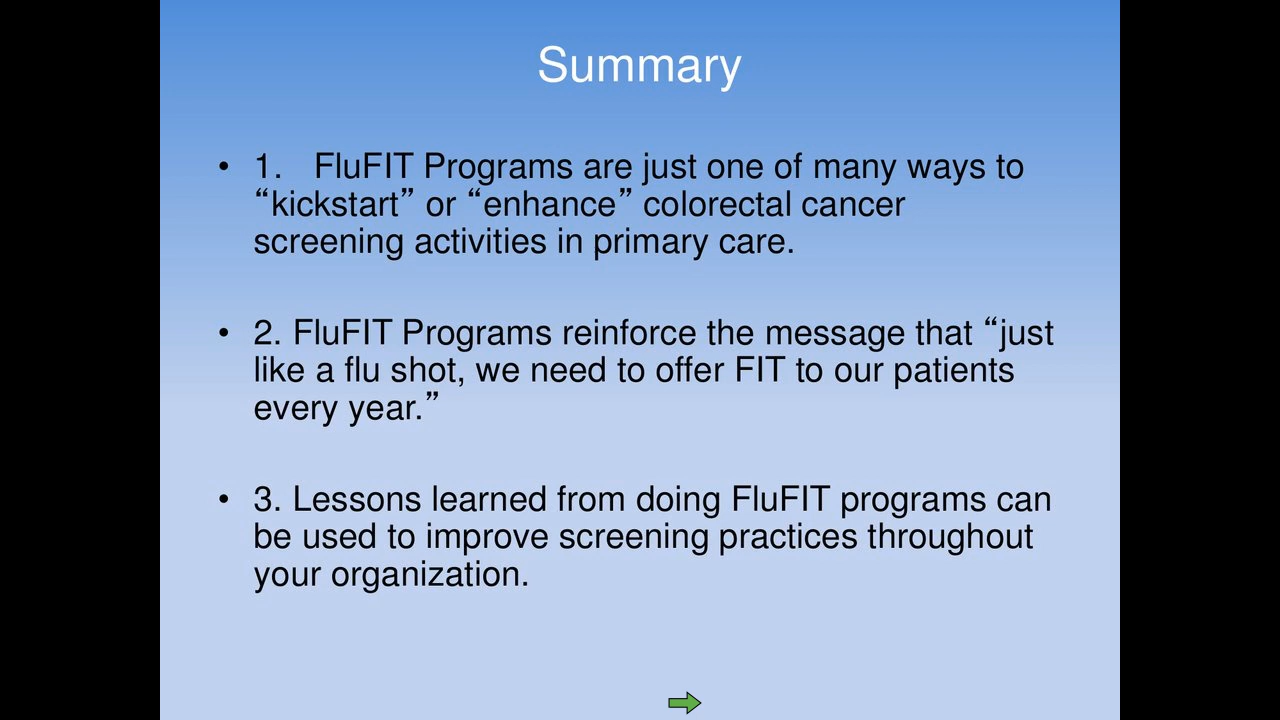 Summary
• 1. FluFIT Programs are just one of many ways to
“kickstart” or “enhance” colorectal cancer
screening activities in primary care.
• 2. FluFIT Programs reinforce the message that “just
like a flu shot, we need to offer FIT to our patients
every year.”
• 3. Lessons learned from doing FluFIT programs can
be used to improve screening practices throughout
your organization.